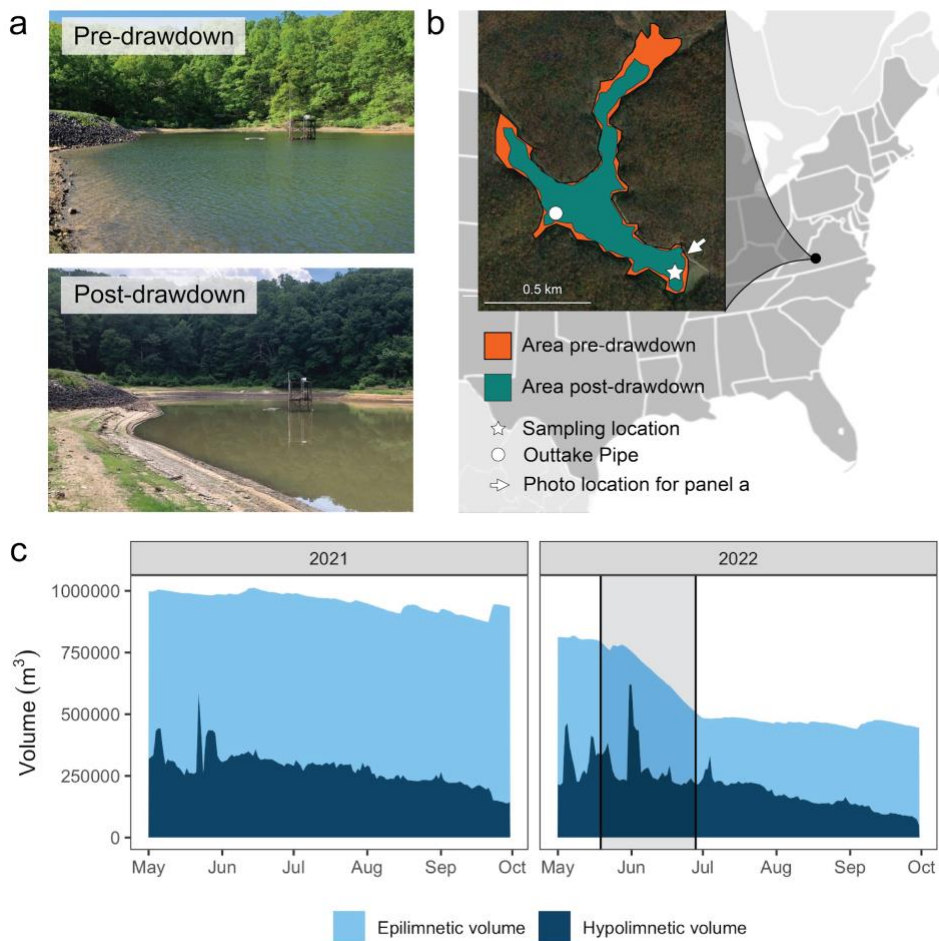 a
Pre-drawdown
Post-drawdown
b
0.5 km
Area pre-drawdown
Area post-drawdown
Sampling location
Outtake Pipe
Photo location for panel a
c
2021
2022
1000000
750000
500000
250000
0
Volume (m³)
May
Jun
Jul
Aug
Sep
Oct
May
Jun
Jul
Aug
Sep
Oct
Epilimnetic volume
Hypolimnetic volume